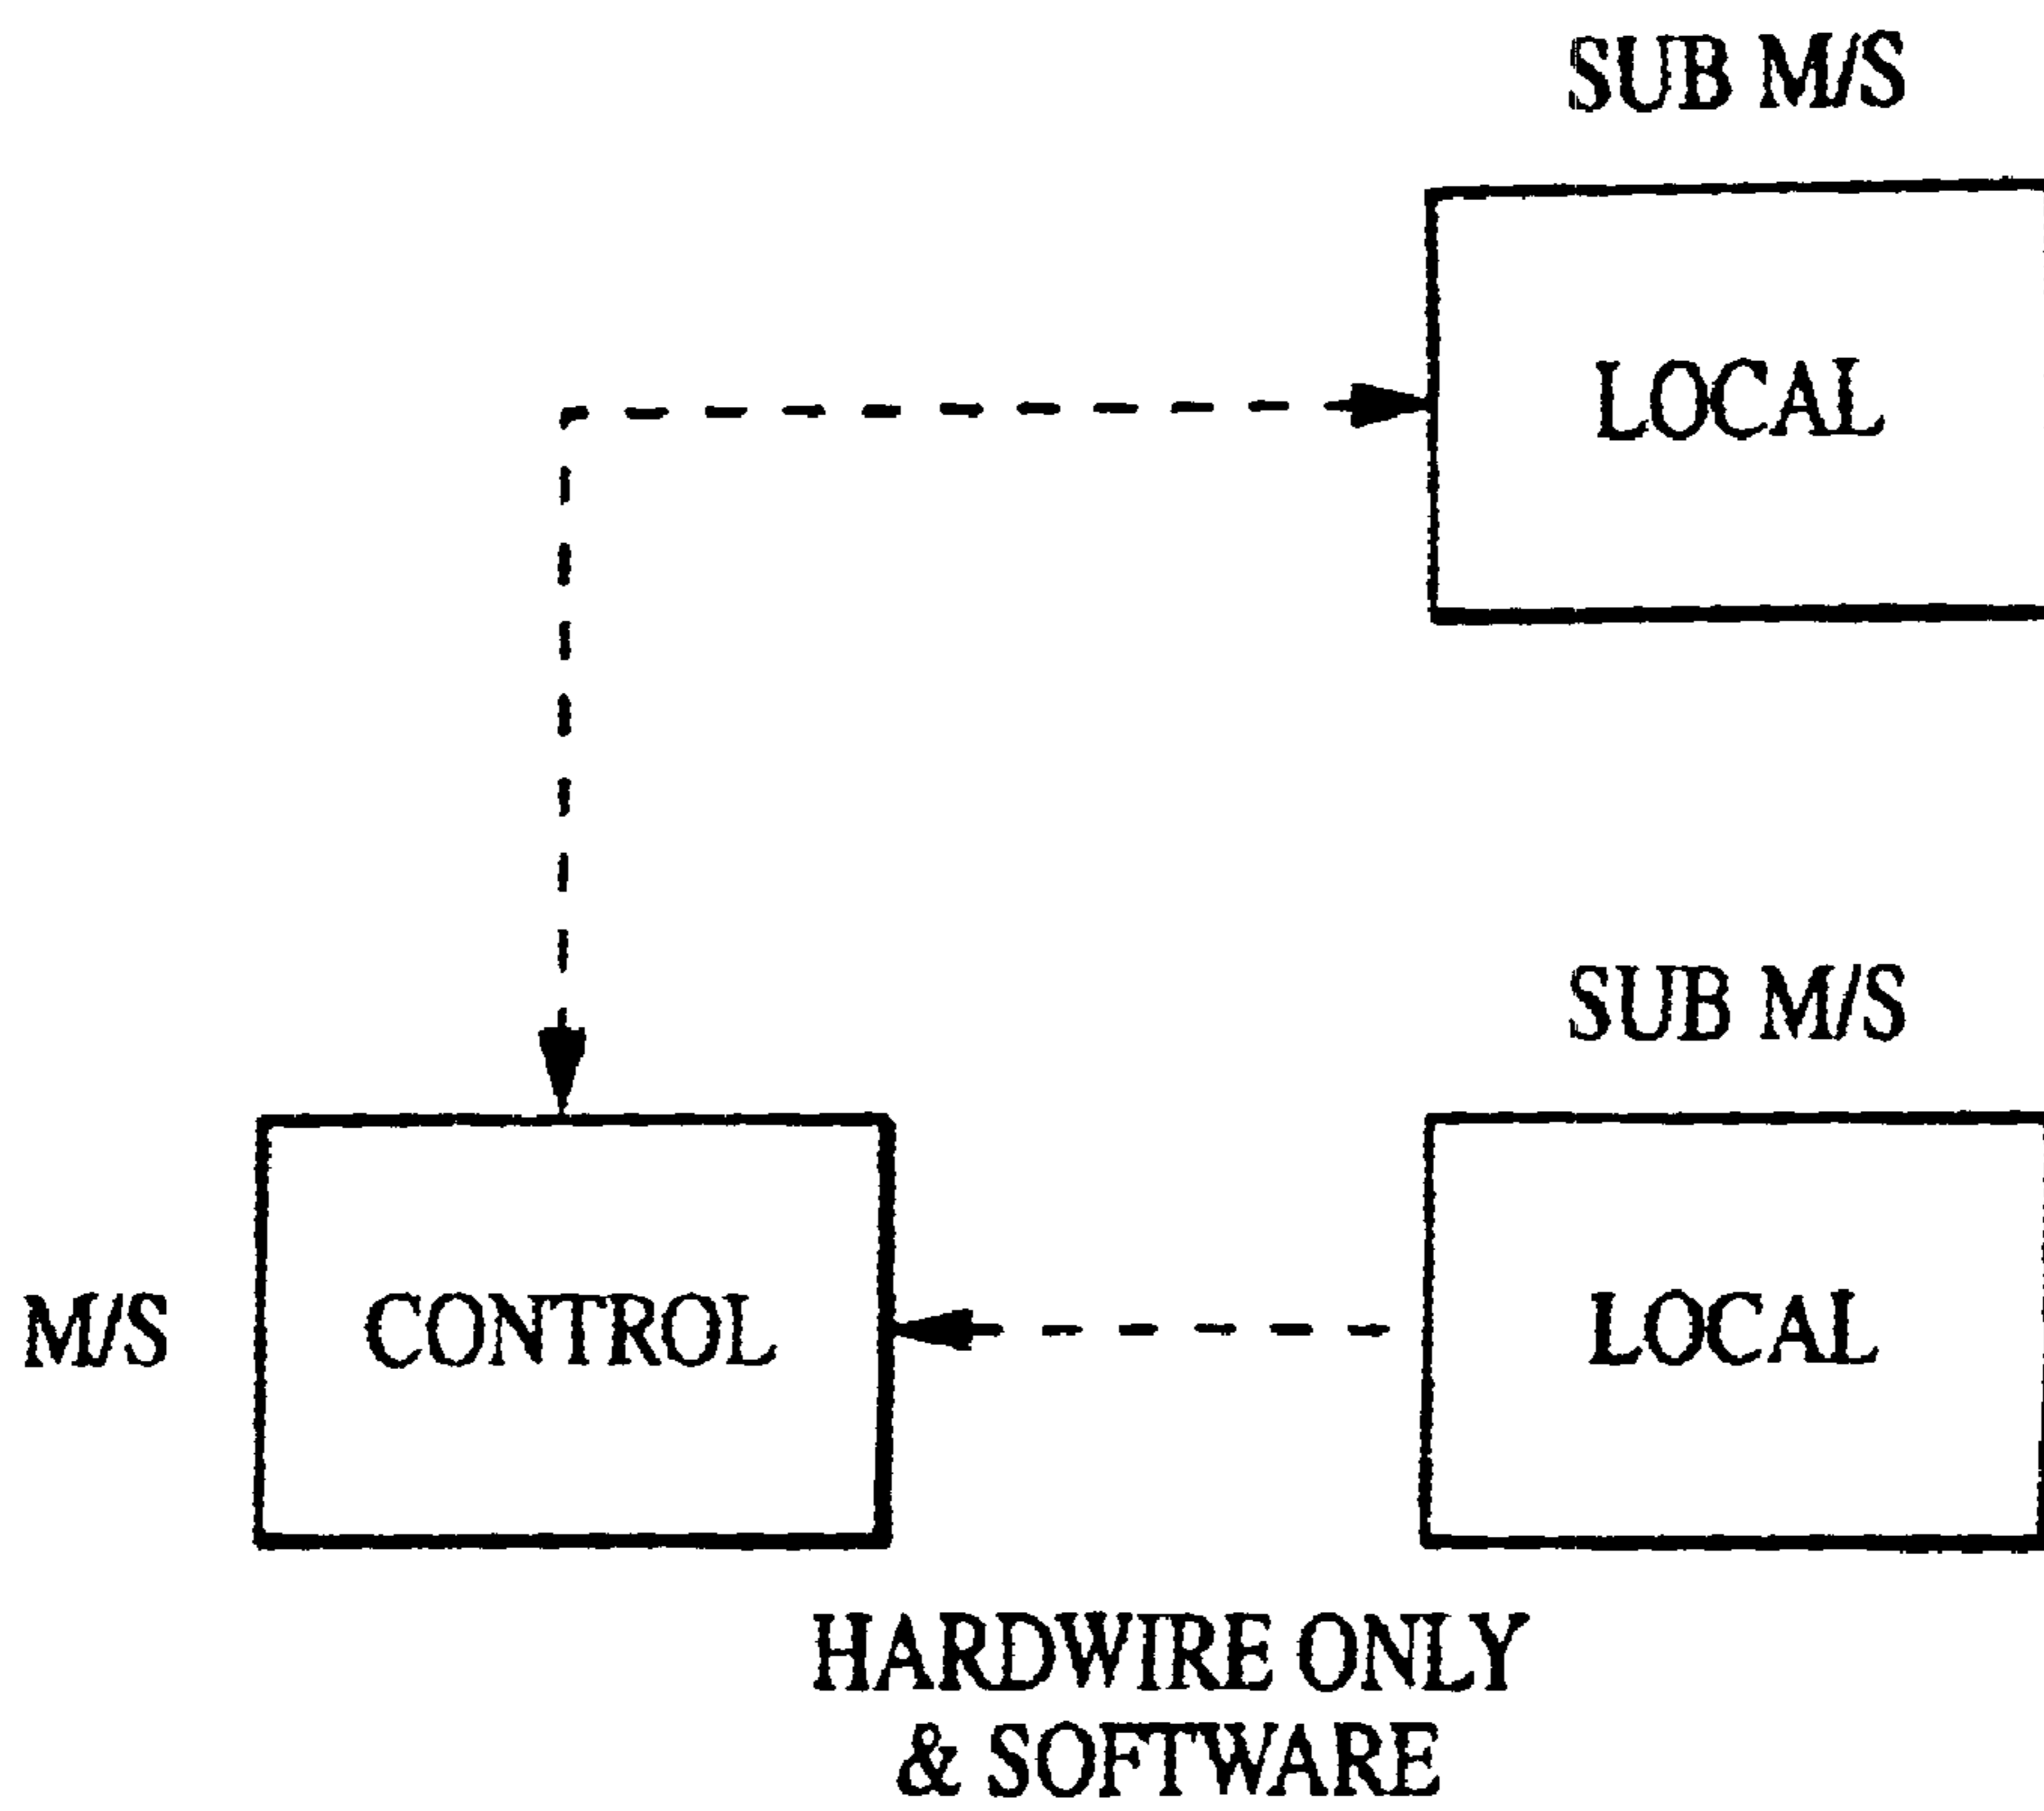 SUB M/S
LOCAL
SUB M/S
M/S
CONTROL
LOCAL
HARDWIRE ONLY
& SOFTWARE